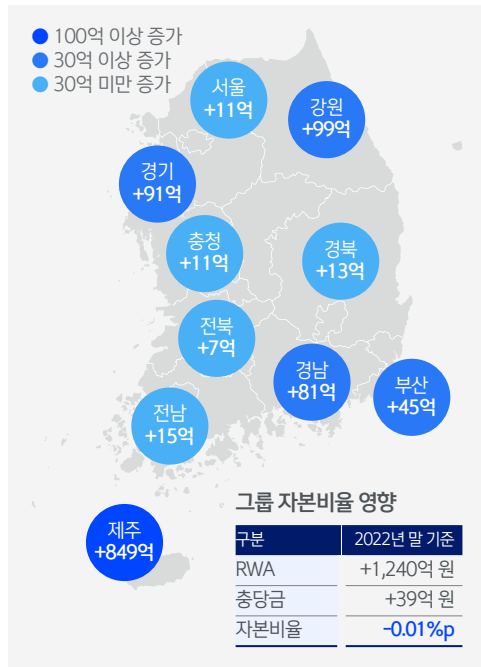 100억 이상 증가
30억 이상 증가
30억 미만 증가
서울
+11억
강원
+99억
경기
+91억
충청
+11억
경북
+13억
전북
+7억
경남
+81억
부산
+45억
전남
+15억
제주
+849억
그룹 자본비율 영향
구분 2022년 말 기준
RWA +1,240억 원
충당금 +39억 원
자본비율 -0.01%p